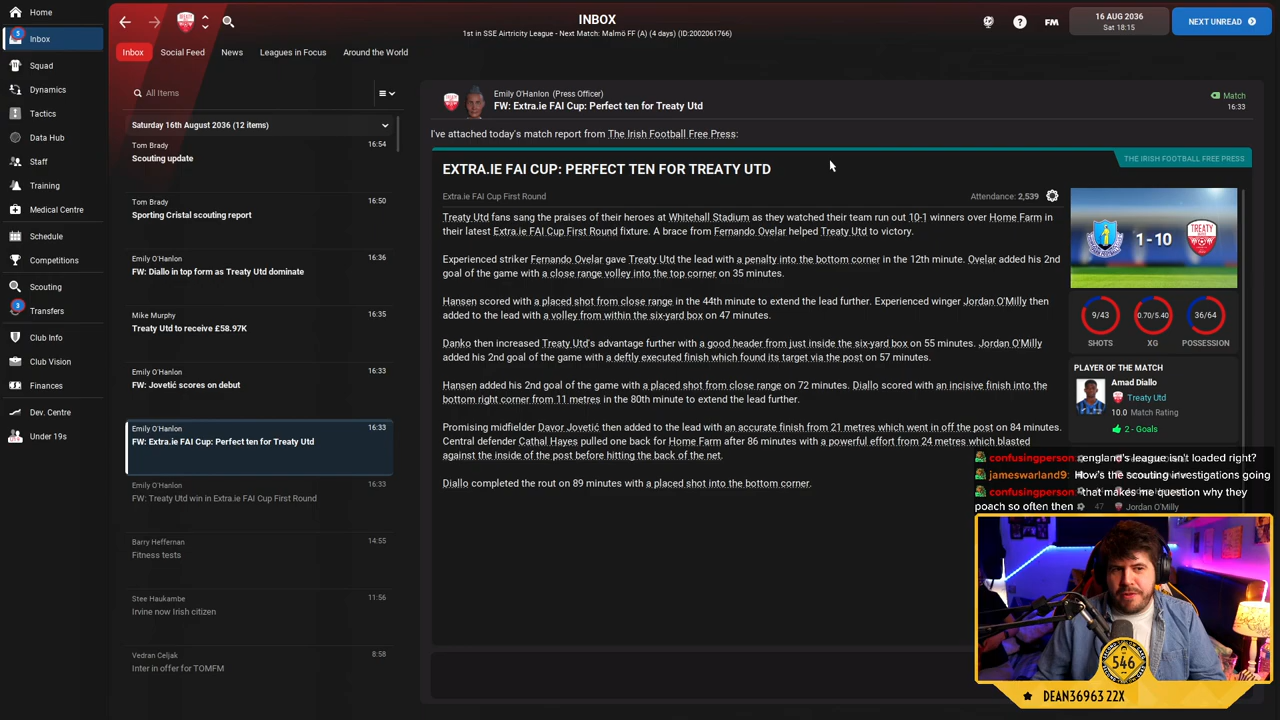 Home
Inbox
5
Squad
Dynamics
Tactics
Data Hub
Staff
Training
Medical Centre
Schedule
Competitions
Scouting
Transfers
3
Club Info
Club Vision
Finances
Dev. Centre
Under 19s
INBOX
1st in SSE Airtricity League - Next Match: Malmö FF (A) (4 days) (ID:2002061766)
FM
16 AUG 2036
Sat 18:15
NEXT UNREAD
Inbox
Social Feed
News
Leagues in Focus
Around the World
All Items
Saturday 16th August 2036 (12 items)
Tom Brady 16:54
Scouting update
Tom Brady 16:50
Sporting Cristal scouting report
Emily O'Hanlon 16:36
FW: Diallo in top form as Treaty Utd dominate
Mike Murphy 16:35
Treaty Utd to receive £58.97K
Emily O'Hanlon 16:33
FW: Jovetić scores on debut
Emily O'Hanlon 16:33
FW: Extra.ie FAI Cup: Perfect ten for Treaty Utd
Emily O'Hanlon 16:33
FW: Treaty Utd win in Extra.ie FAI Cup First Round
Barry Heffernan 14:55
Fitness tests
Stee Haukambe 11:56
Irvine now Irish citizen
Vedran Celjak 8:58
Inter in offer for TOMFM
Emily O'Hanlon (Press Officer)
FW: Extra.ie FAI Cup: Perfect ten for Treaty Utd
Match
16:33
I've attached today's match report from The Irish Football Free Press:
EXTRA.IE FAI CUP: PERFECT TEN FOR TREATY UTD
THE IRISH FOOTBALL FREE PRESS
Extra.ie FAI Cup First Round
Attendance: 2,539
Treaty Utd fans sang the praises of their heroes at Whitehall Stadium as they watched their team run out 10-1 winners over Home Farm in
their latest Extra.ie FAI Cup First Round fixture. A brace from Fernando Ovelar helped Treaty Utd to victory.
Experienced striker Fernando Ovelar gave Treaty Utd the lead with a penalty into the bottom corner in the 12th minute. Ovelar added his 2nd
goal of the game with a close range volley into the top corner on 35 minutes.
Hansen scored with a placed shot from close range in the 44th minute to extend the lead further. Experienced winger Jordan O'Milly then
added to the lead with a volley from within the six-yard box on 47 minutes.
Danko then increased Treaty Utd's advantage further with a good header from just inside the six-yard box on 55 minutes. Jordan O'Milly
added his 2nd goal of the game with a deftly executed finish which found its target via the post on 57 minutes.
Hansen added his 2nd goal of the game with a placed shot from close range on 72 minutes. Diallo scored with an incisive finish into the
bottom right corner from 11 metres in the 80th minute to extend the lead further.
Promising midfielder Davor Jovetić then added to the lead with an accurate finish from 21 metres which went in off the post on 84 minutes.
Central defender Cathal Hayes pulled one back for Home Farm after 86 minutes with a powerful effort from 24 metres which blasted
against the inside of the post before hitting the back of the net.
Diallo completed the rout on 89 minutes with a placed shot into the bottom corner.
1-10
9/43
0.70/5.40
36/64
SHOTS
XG
POSSESSION
PLAYER OF THE MATCH
Amad Diallo
Treaty Utd
10.0 Match Rating
2 - Goals
confusingperson: england's league isn't loaded right?
jameswarland9: How's the scouting investigations going
confusingperson: that makes me question why they
poach so often then
47 Jordan O'Milly
546
DEAN36963 22X